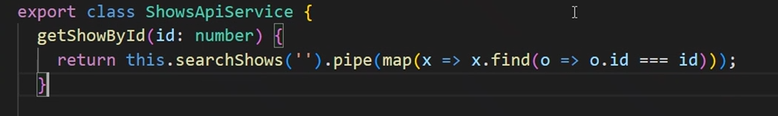 export class ShowsApiService {
getShowById(id: number) {
return this.searchShows('').pipe(map(x => x.find(o => o.id === id)));
}